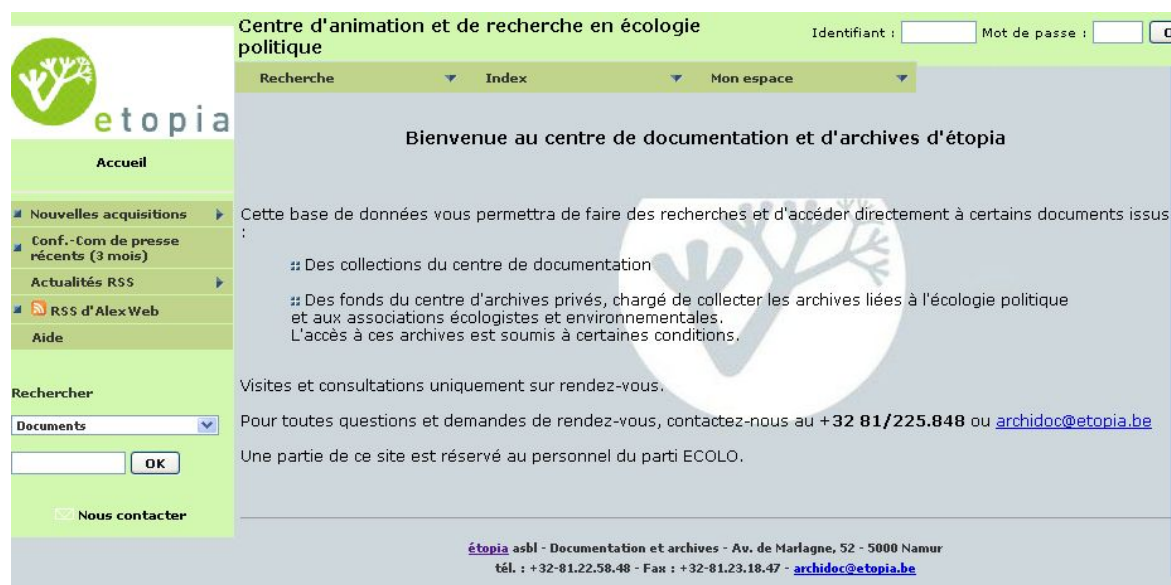 Centre d'animation et de recherche en écologie
politique
Identifiant :
Mot de passe :
etopia
Recherche
Index
Mon espace
Accueil
Bienvenue au centre de documentation et d'archives d'étopia
Nouvelles acquisitions
Conf.-Com de presse
récents (3 mois)
Actualités RSS
RSS d'AlexWeb
Aide
Rechercher
Documents
OK
Nous contacter
Cette base de données vous permettra de faire des recherches et d'accéder directement à certains documents issus
:
:: Des collections du centre de documentation
:: Des fonds du centre d'archives privés, chargé de collecter les archives liées à l'écologie politique
et aux associations écologistes et environnementales.
L'accès à ces archives est soumis à certaines conditions.
Visites et consultations uniquement sur rendez-vous.
Pour toutes questions et demandes de rendez-vous, contactez-nous au +32 81/225.848 ou archidoc@etopia.be
Une partie de ce site est réservé au personnel du parti ECOLO.
étopia asbl - Documentation et archives - Av. de Marlagne, 52 - 5000 Namur
tél. : +32-81.22.58.48 - Fax : +32-81.23.18.47 - archidoc@etopia.be